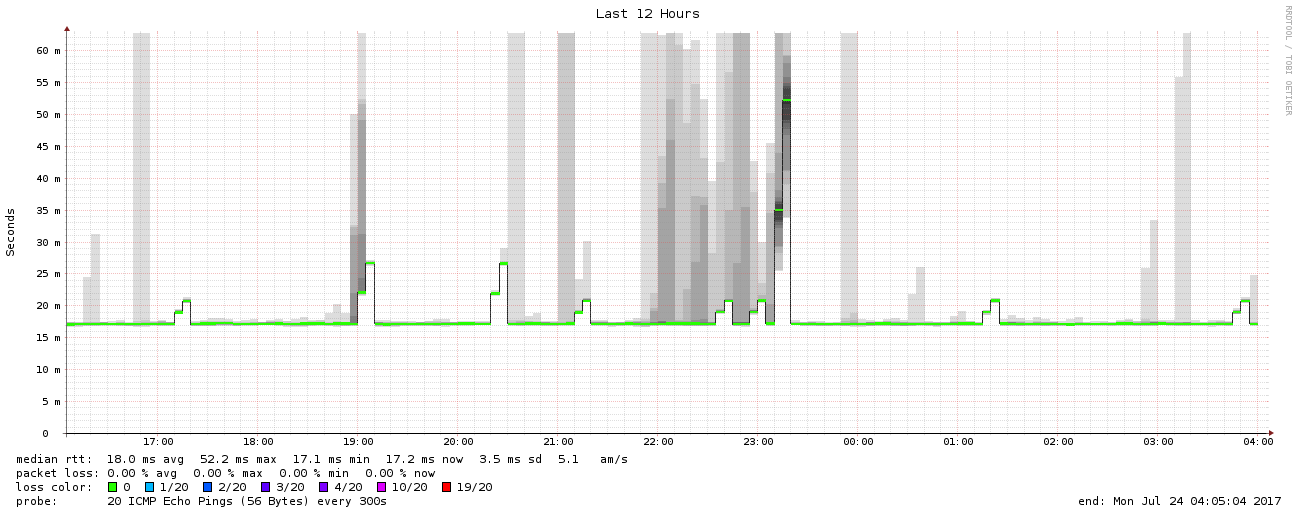 Last 12 Hours
RRDTOOL / TOBI OETIKER
Seconds
60 m
55 m
50 m
45 m
40 m
35 m
30 m
25 m
20 m
15 m
10 m
5 m
0
17:00 18:00 19:00 20:00 21:00 22:00 23:00 00:00 01:00 02:00 03:00 04:00
median rtt: 18.0 ms avg 52.2 ms max 17.1 ms min 17.2 ms now 3.5 ms sd 5.1 am/s
packet loss: 0.00 % avg 0.00 % max 0.00 % min 0.00 % now
loss color: 0 1/20 2/20 3/20 4/20 10/20 19/20
probe: 20 ICMP Echo Pings (56 Bytes) every 300s end: Mon Jul 24 04:05:04 2017